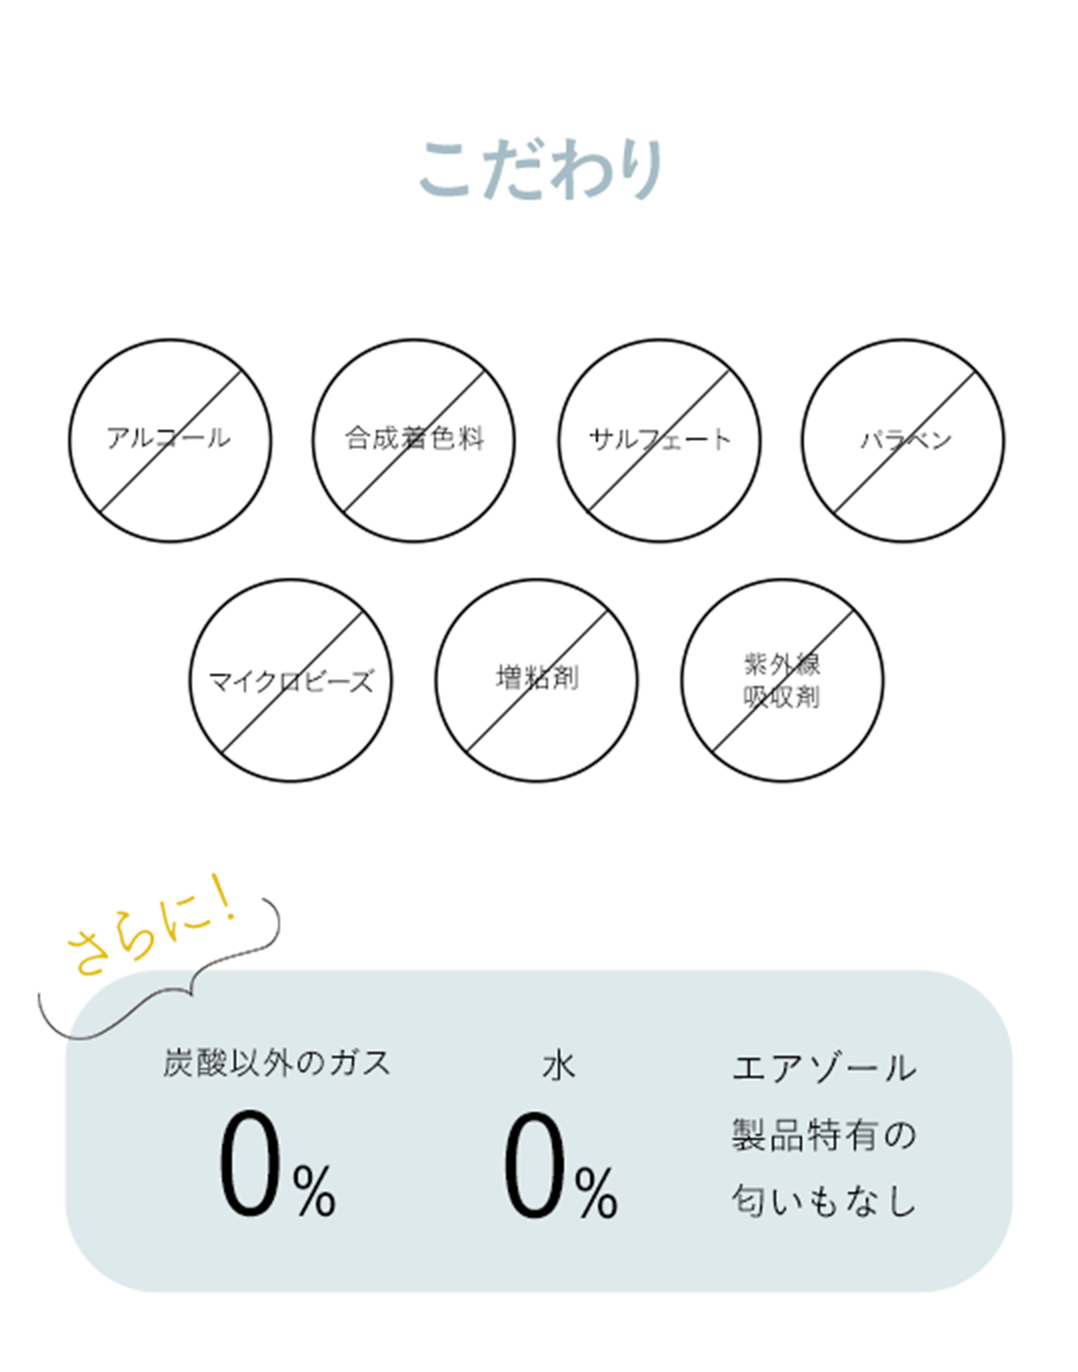 こだわり
アルコール
合成着色料
サルフェート
パラベン
マイクロビーズ
増粘剤
紫外線
吸収剤
さらに!
炭酸以外のガス
0%
水
0%
エアゾール
製品特有の
匂いもなし